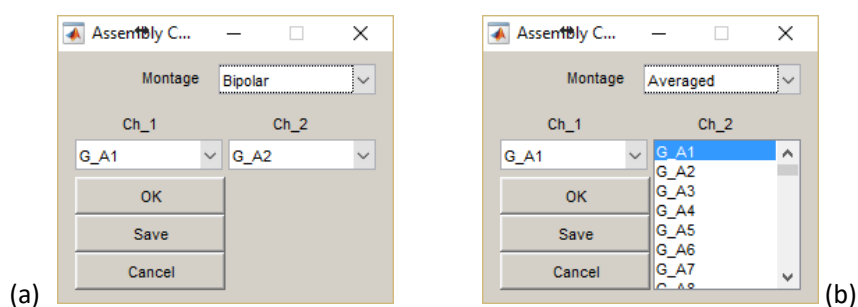 Assembly C...
Montage Bipolar
Ch_1 Ch_2
G_A1 G_A2
OK
Save
Cancel
(a)
Assembly C...
Montage Averaged
Ch_1 Ch_2
G_A1
G_A1
G_A2
G_A3
G_A4
G_A5
G_A6
G_A7
G_A8
OK
Save
Cancel
(b)